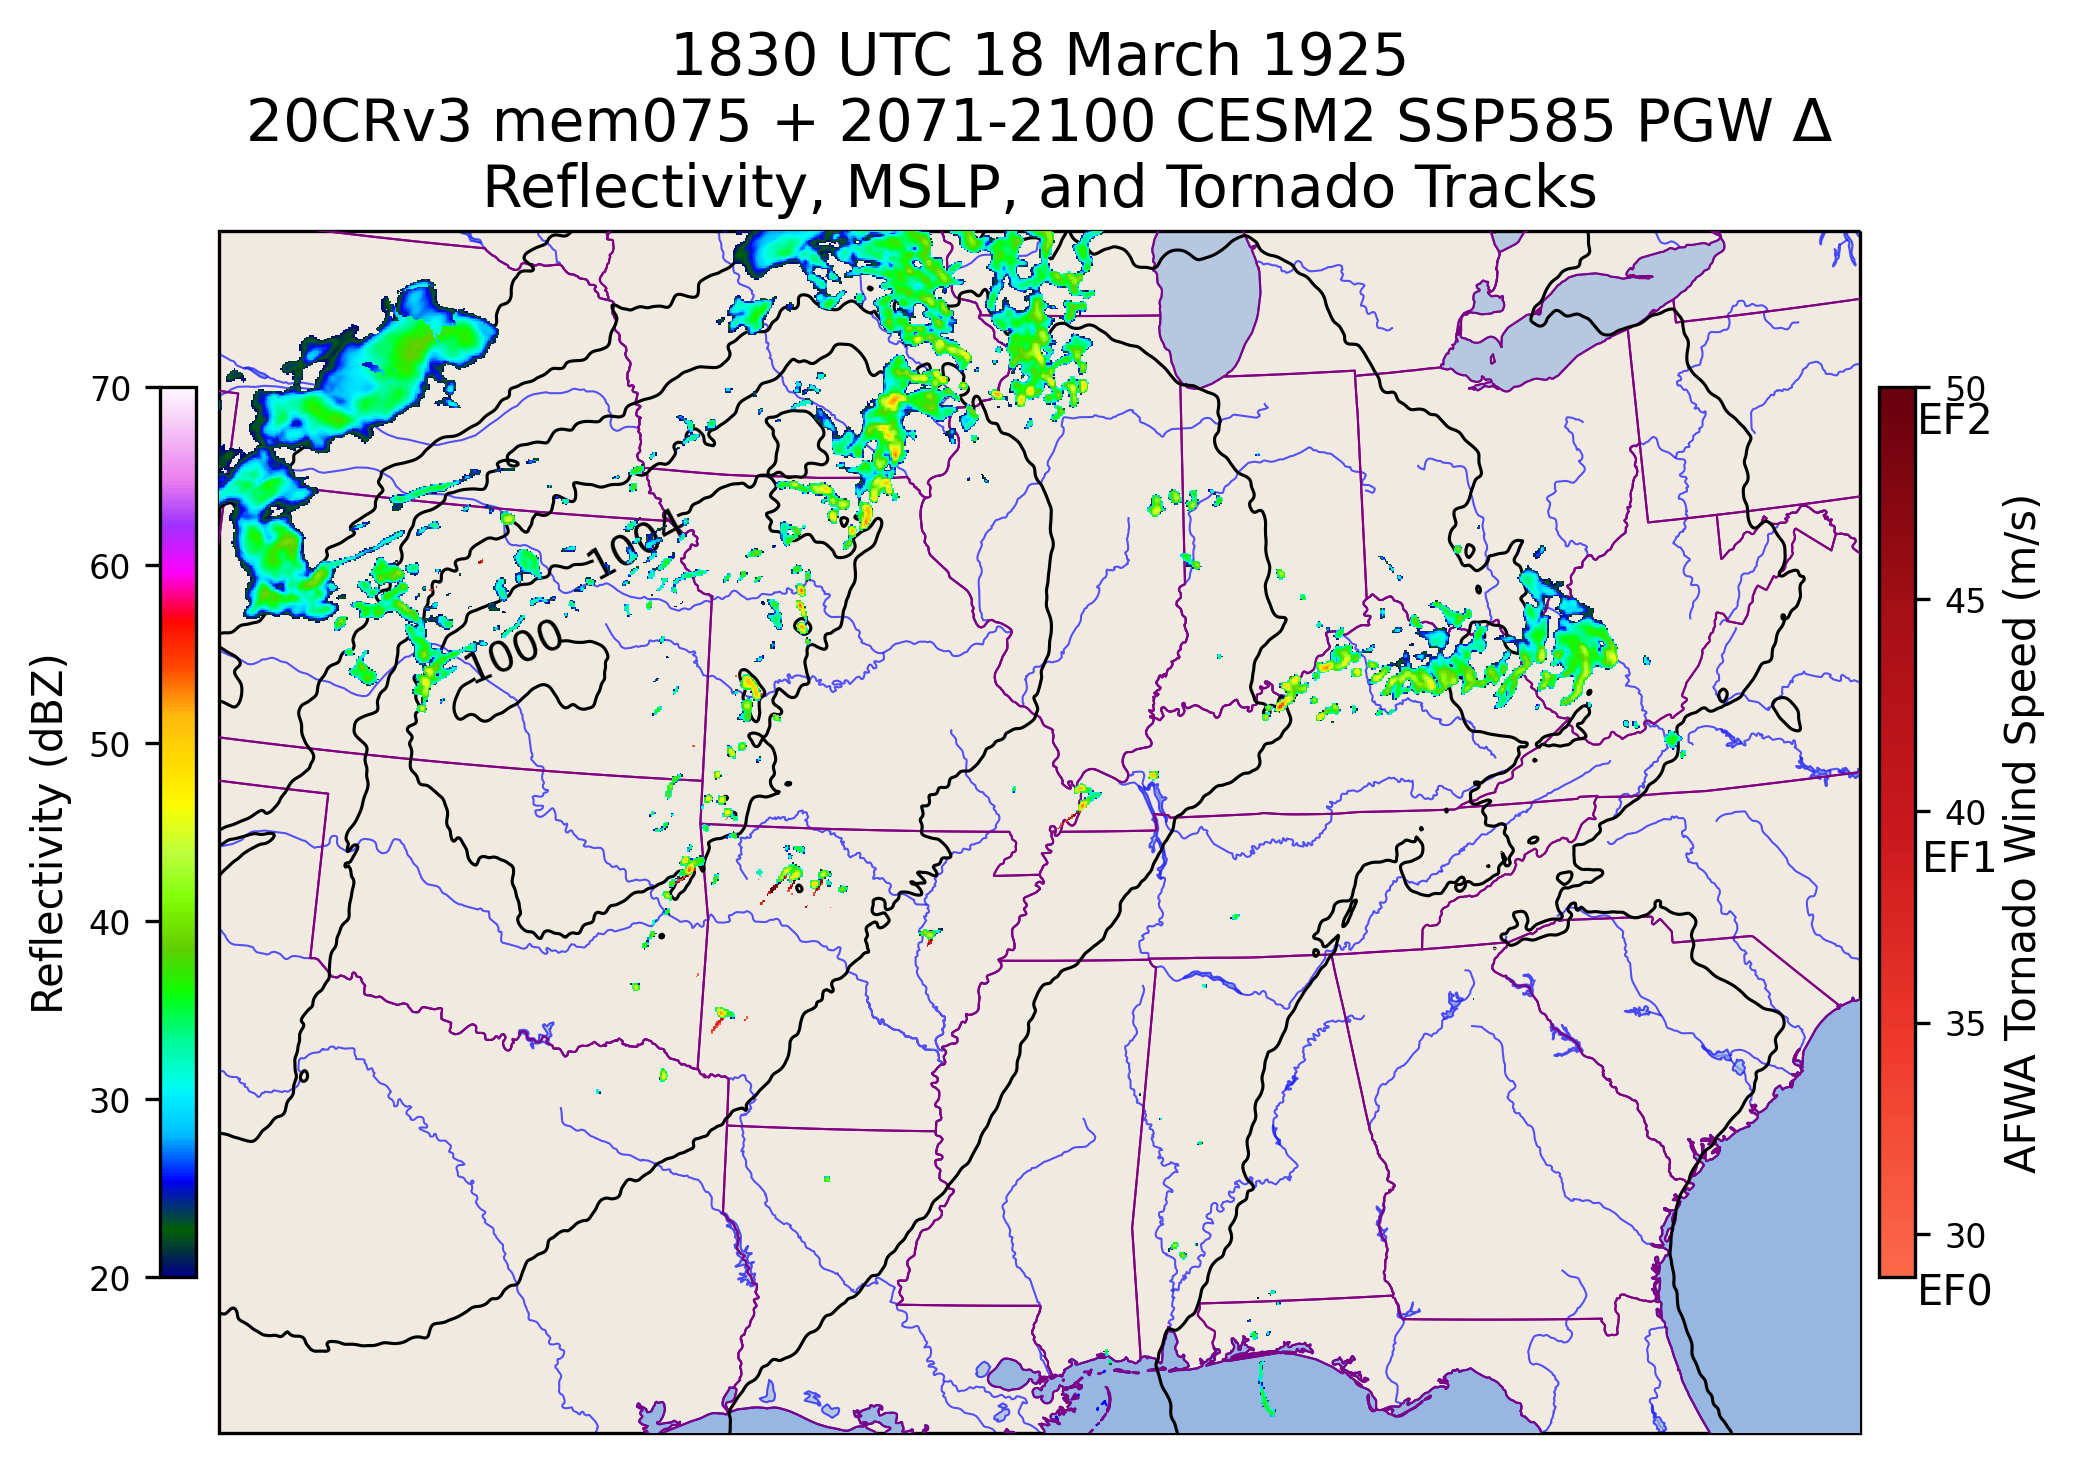 1830 UTC 18 March 1925
20CRv3 mem075 + 2071-2100 CESM2 SSP585 PGW Δ
Reflectivity, MSLP, and Tornado Tracks
70
60
50
40
30
20
Reflectivity (dBZ)
1004
1000
50
EF2
45
40
EF1
35
30
EF0
AFWA Tornado Wind Speed (m/s)